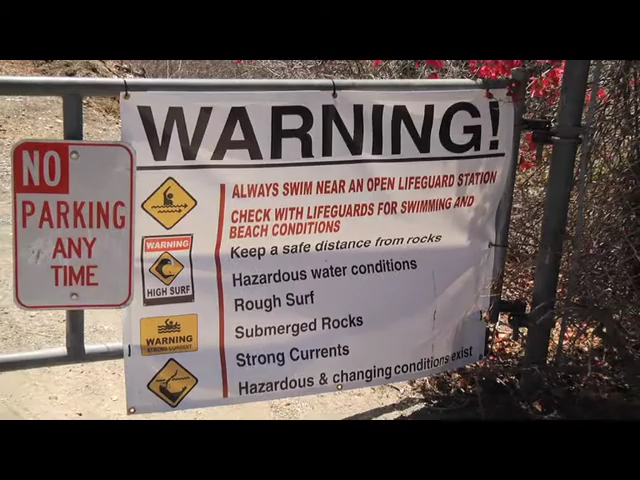 WARNING!
NO
PARKING
ANY
TIME
ALWAYS SWIM NEAR AN OPEN LIFEGUARD STATION
CHECK WITH LIFEGUARDS FOR SWIMMING AND
BEACH CONDITIONS
KEEP A SAFE DISTANCE FROM ROCKS
Hazardous water conditions
Rough Surf
Submerged Rocks
Strong Currents
Hazardous & changing conditions exist
WARNING
HIGH SURF
WARNING
STRONG CURRENT